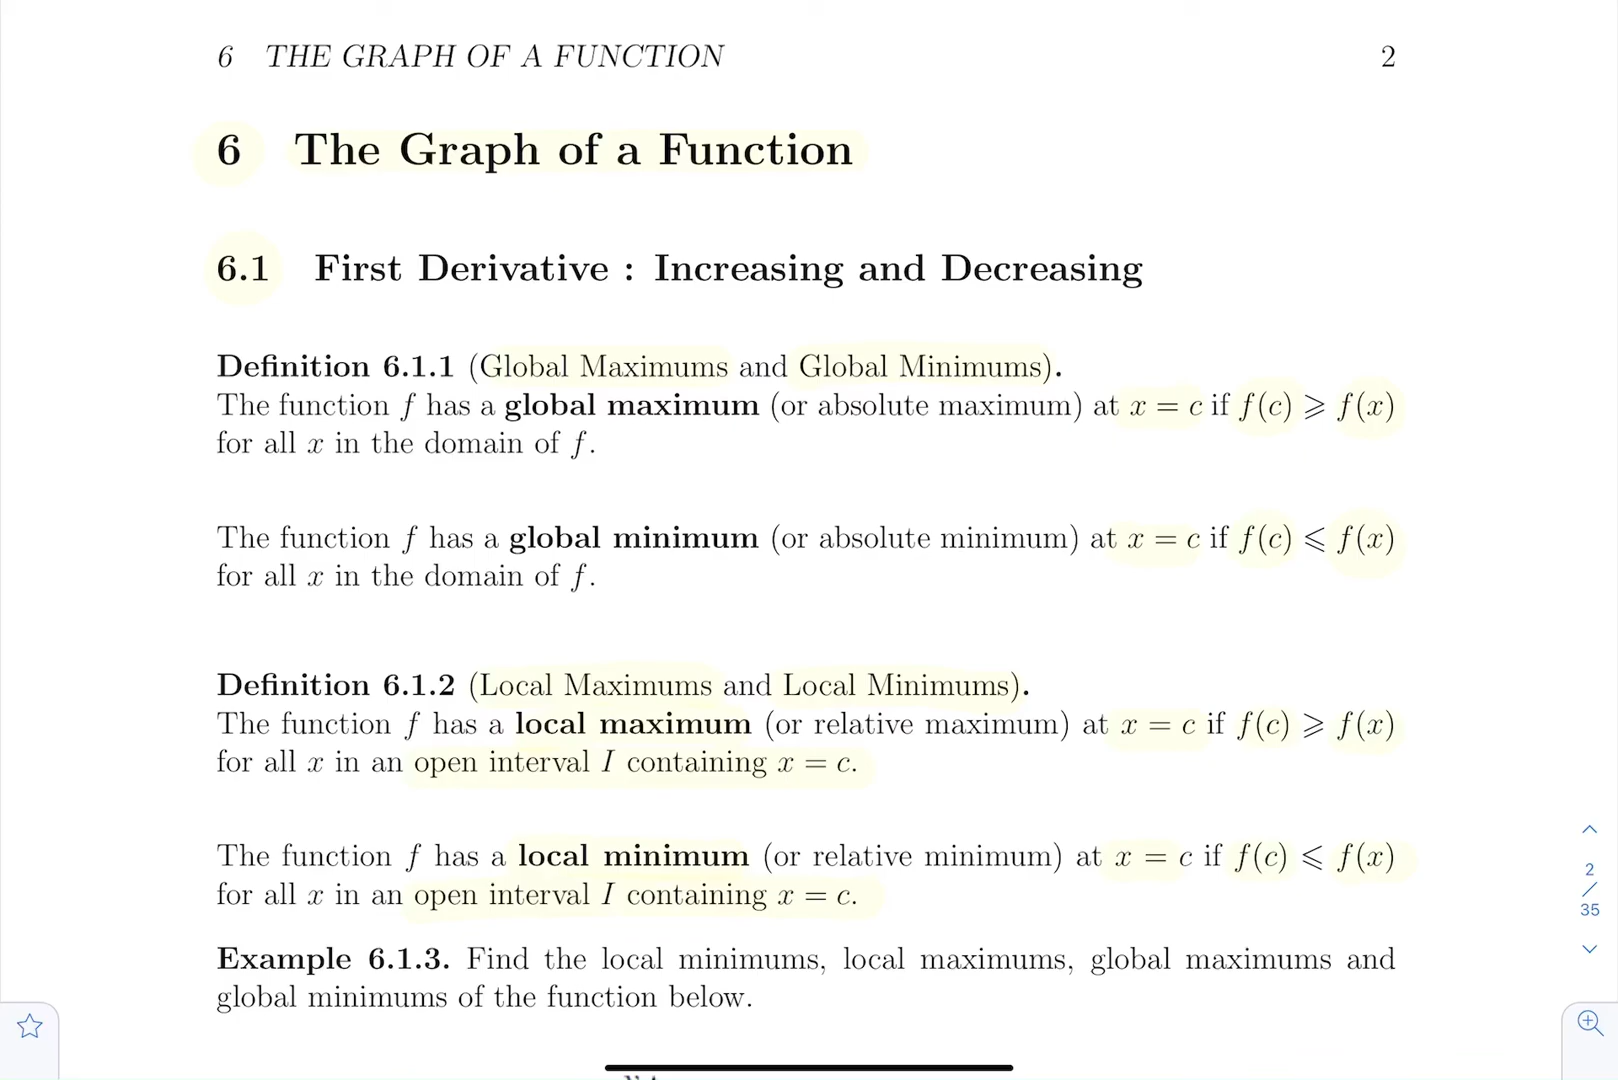 6 THE GRAPH OF A FUNCTION 2
6 The Graph of a Function
6.1 First Derivative : Increasing and Decreasing
Definition 6.1.1 (Global Maximums and Global Minimums).
The function f has a global maximum (or absolute maximum) at x = c if f(c) ⩾ f(x)
for all x in the domain of f.
The function f has a global minimum (or absolute minimum) at x = c if f(c) ⩽ f(x)
for all x in the domain of f.
Definition 6.1.2 (Local Maximums and Local Minimums).
The function f has a local maximum (or relative maximum) at x = c if f(c) ⩾ f(x)
for all x in an open interval I containing x = c.
The function f has a local minimum (or relative minimum) at x = c if f(c) ⩽ f(x)
for all x in an open interval I containing x = c.
2
/
35
Example 6.1.3. Find the local minimums, local maximums, global maximums and
global minimums of the function below.